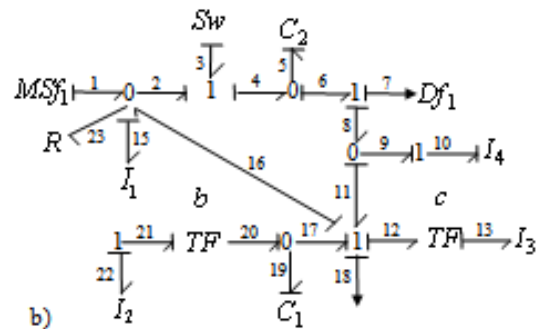 Sw C₂
3 5
MSf₁ 1 0 2 1 4 0 6 1 7 Df₁
R 23 15 8
16 0 9 1 10 I₄
I₁
b 11 c
1 21 TF 20 0 17 1 12 TF 13 I₃
22 19 18
I₂ C₁
b)